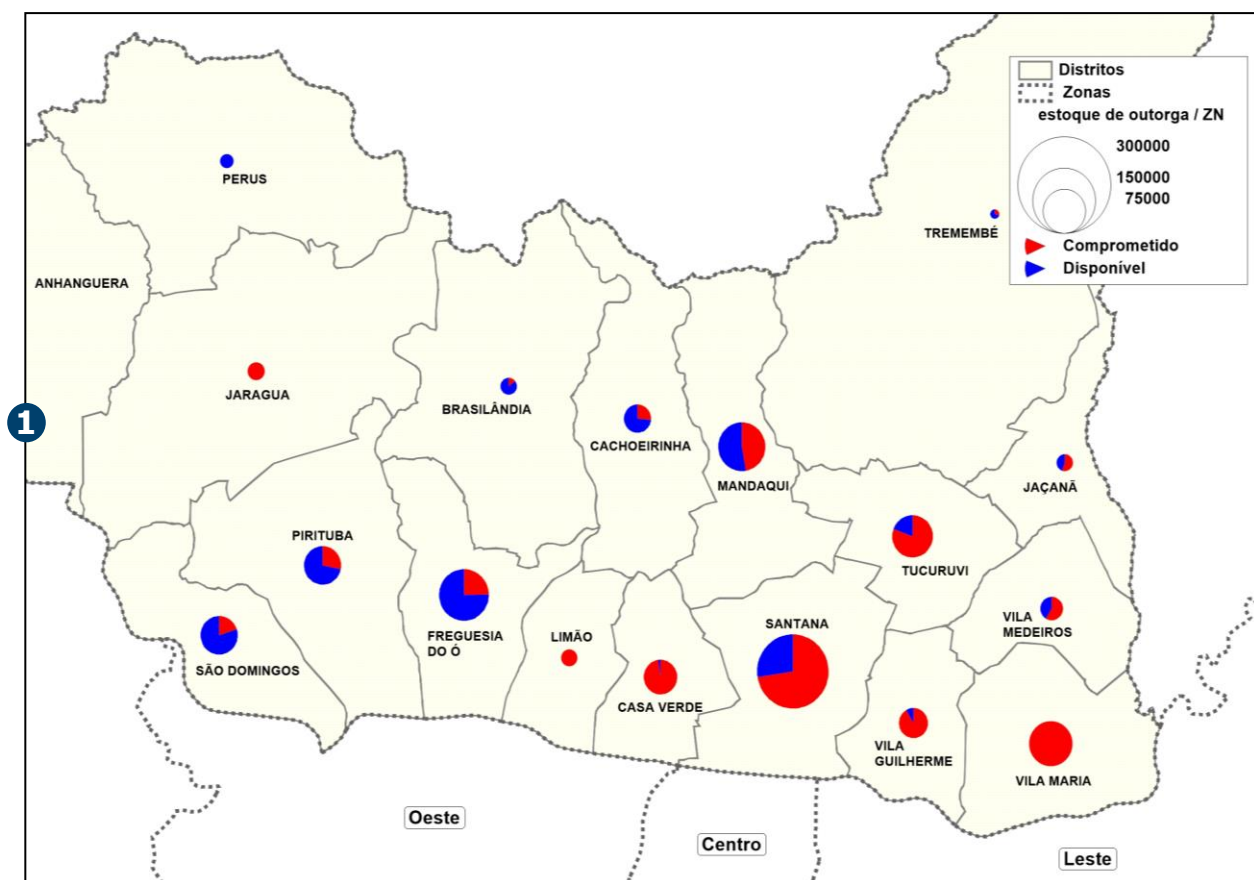 Distritos
Zonas
estoque de outorga / ZN
300000
150000
75000
Comprometido
Disponível
PERUS
TREMEMBÉ
ANHANGUERA
JARAGUA
BRASILÂNDIA
CACHOEIRINHA
1
MANDAQUI
JAÇANÃ
PIRITUBA
TUCURUVI
SÃO DOMINGOS
FREGUESIA
DO Ó
LIMÃO
SANTANA
VILA
MEDEIROS
CASA VERDE
VILA
GUILHERME
VILA MARIA
Oeste
Centro
Leste